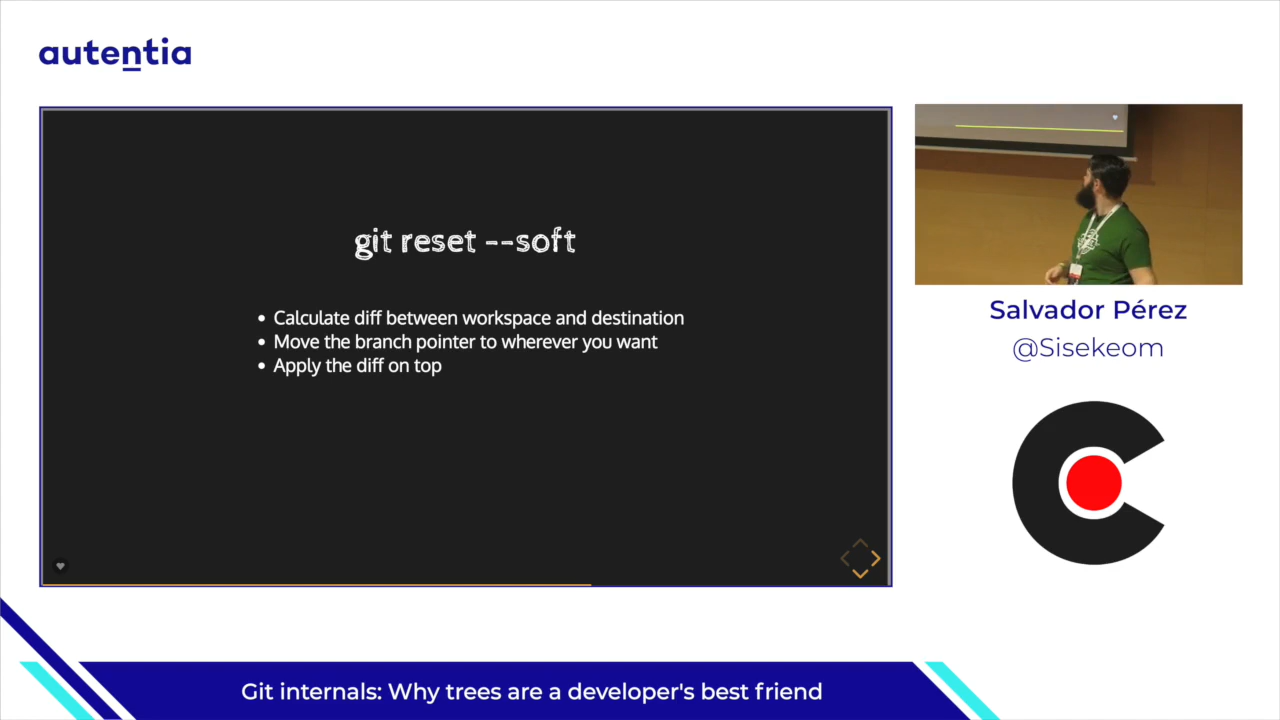 autentia
git reset --soft
Calculate diff between workspace and destination
Move the branch pointer to wherever you want
Apply the diff on top
Salvador Pérez
@Sisekeom
Git internals: Why trees are a developer's best friend